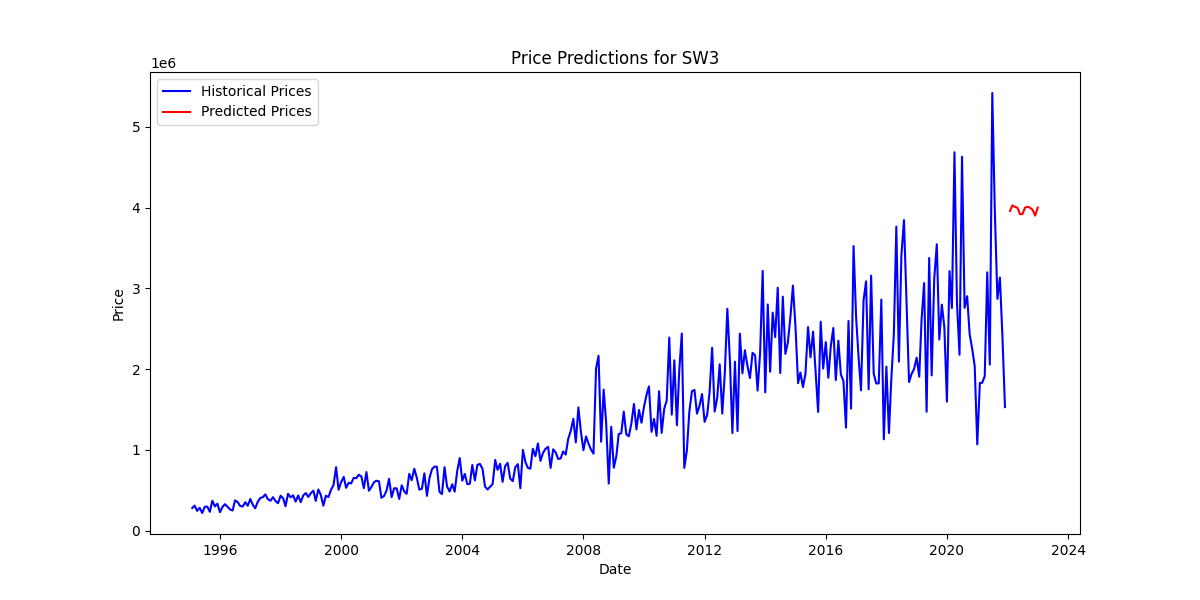 Price Predictions for SW3
1e6
Historical Prices
Predicted Prices
5
4
3
2
1
0
Price
1996 2000 2004 2008 2012 2016 2020 2024
Date